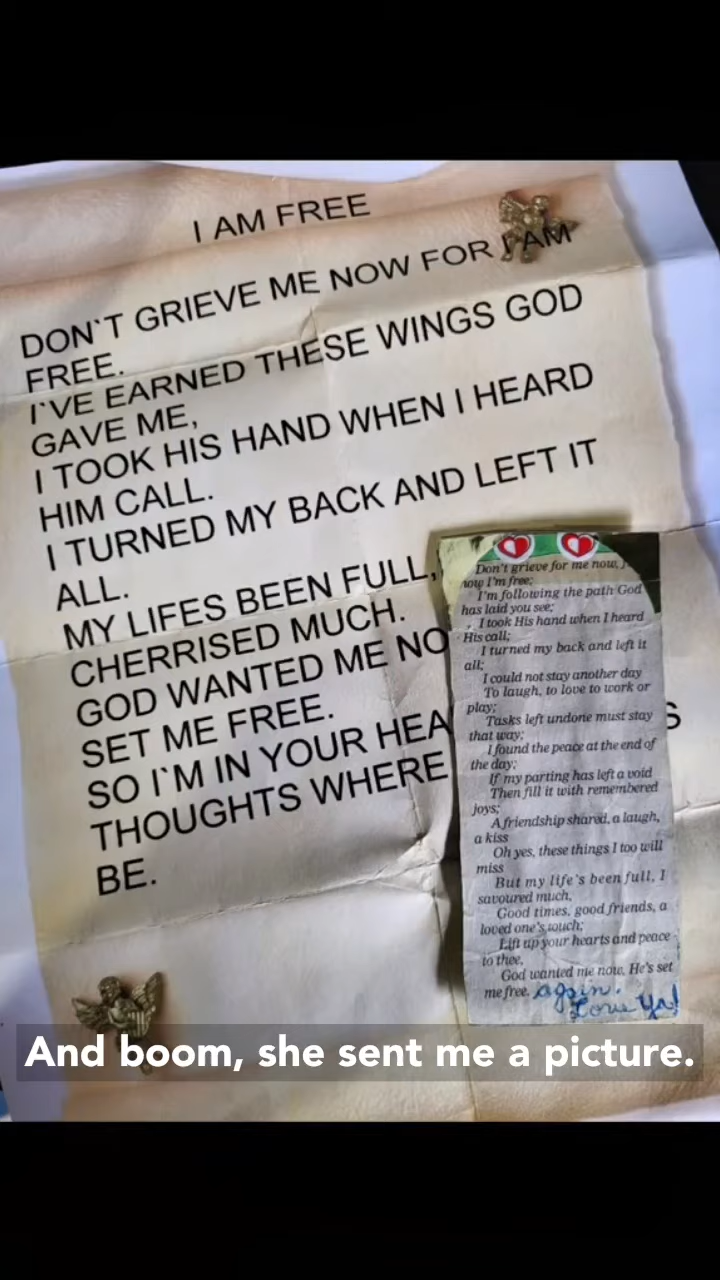 I AM FREE
DON`T GRIEVE ME NOW FOR I AM
FREE.
I`VE EARNED THESE WINGS GOD
GAVE ME,
I TOOK HIS HAND WHEN I HEARD
HIM CALL.
I TURNED MY BACK AND LEFT IT
ALL.
MY LIFES BEEN FULL,
CHERRISED MUCH.
GOD WANTED ME NO
SET ME FREE.
SO I`M IN YOUR HEA
S
THOUGHTS WHERE
BE.
Don't grieve for me now,
now I'm free;
I'm following the path God
has laid you see;
I took His hand when I heard
His call;
I turned my back and left it
all;
I could not stay another day
To laugh, to love to work or
play;
Tasks left undone must stay
that way;
I found the peace at the end of
the day;
If my parting has left a void
Then fill it with remembered
joys;
A friendship shared, a laugh,
a kiss
Oh yes, these things I too will
miss
But my life's been full, I
savoured much,
Good times, good friends, a
loved one's touch;
Lift up your hearts and peace
to thee,
God wanted me now, He's set
me free. again.
Love Ya!
And boom, she sent me a picture.